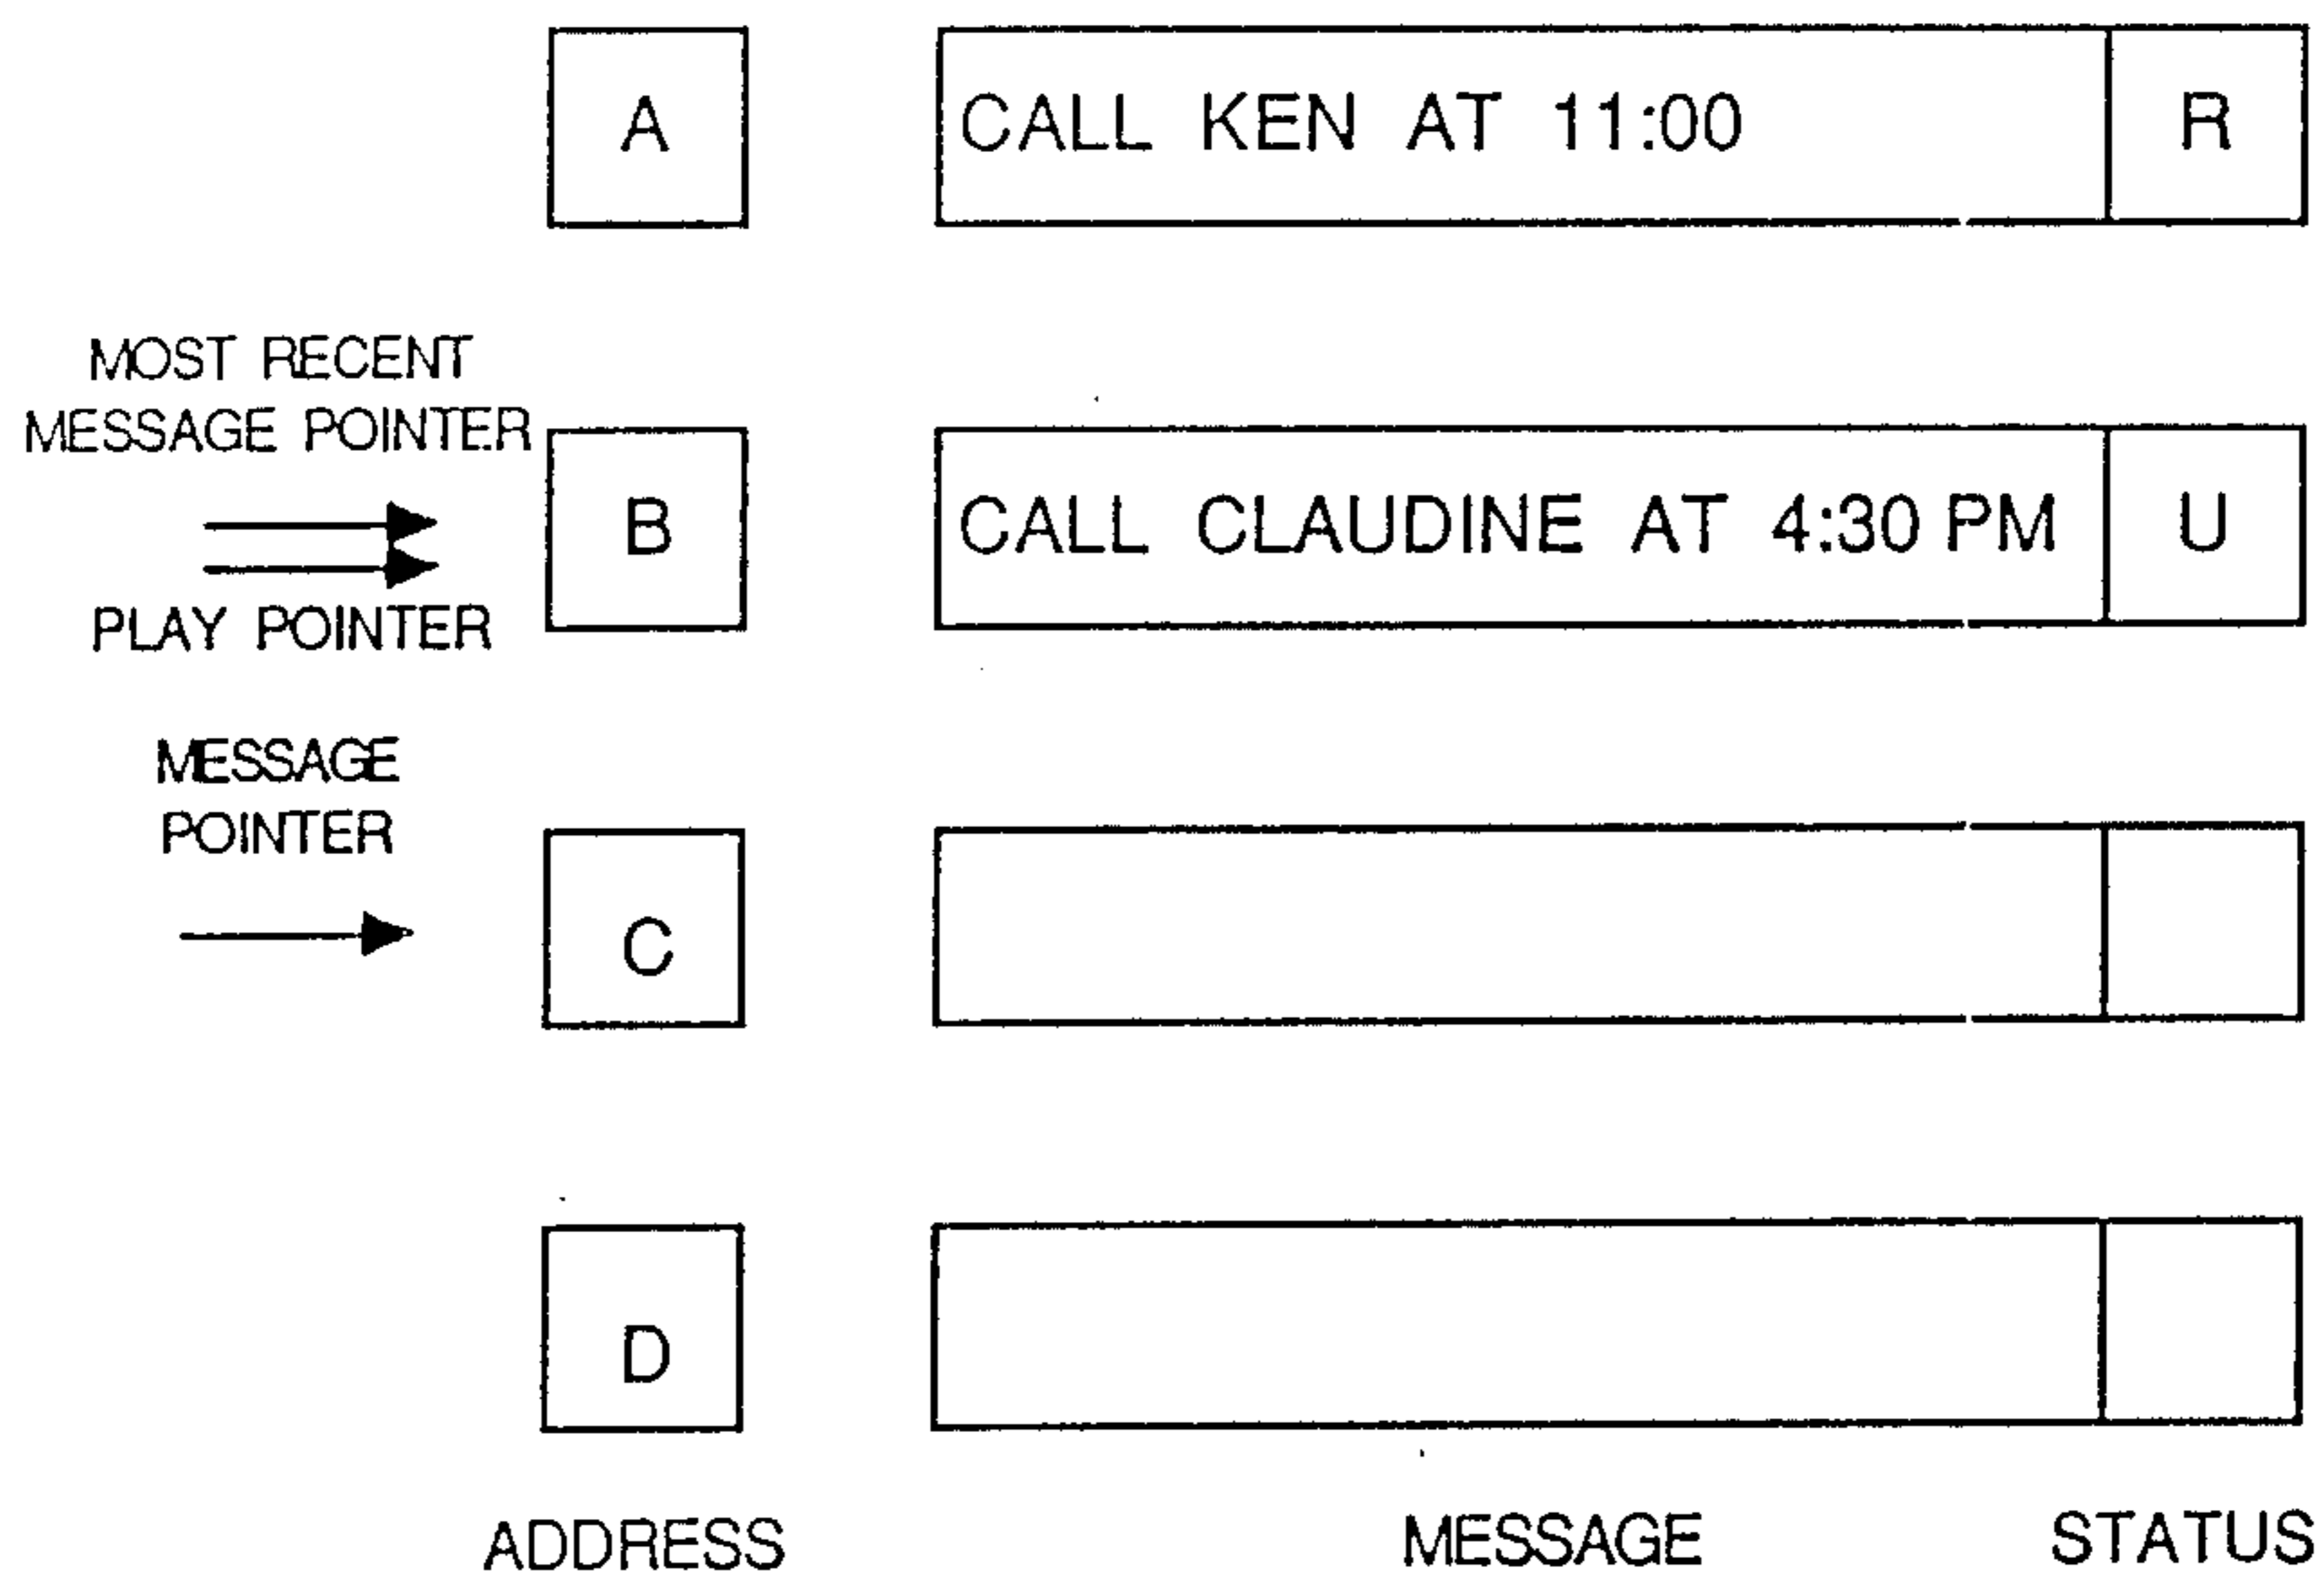 A
CALL KEN AT 11:00
R
MOST RECENT
MESSAGE POINTER
B
CALL CLAUDINE AT 4:30 PM
U
PLAY POINTER
MESSAGE
POINTER
C
D
ADDRESS
MESSAGE
STATUS